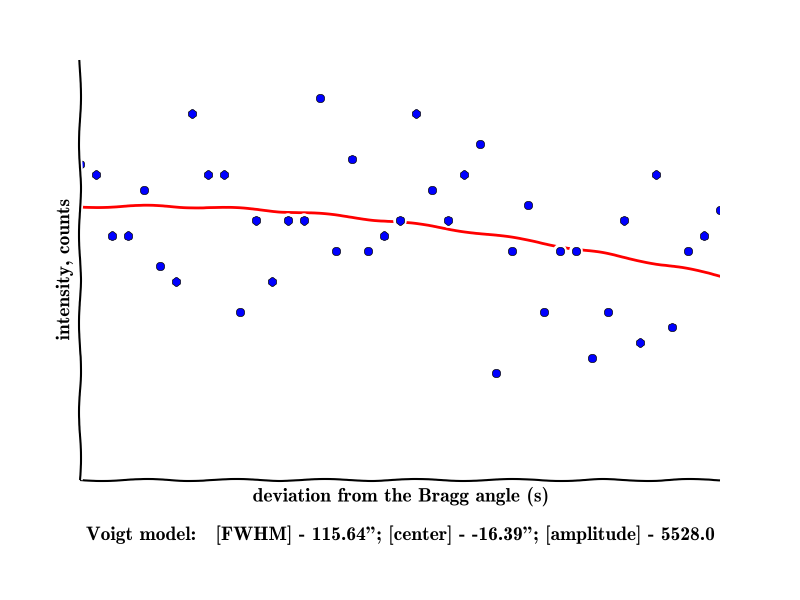 intensity, counts
deviation from the Bragg angle (s)
Voigt model: [FWHM] - 115.64”; [center] - -16.39”; [amplitude] - 5528.0